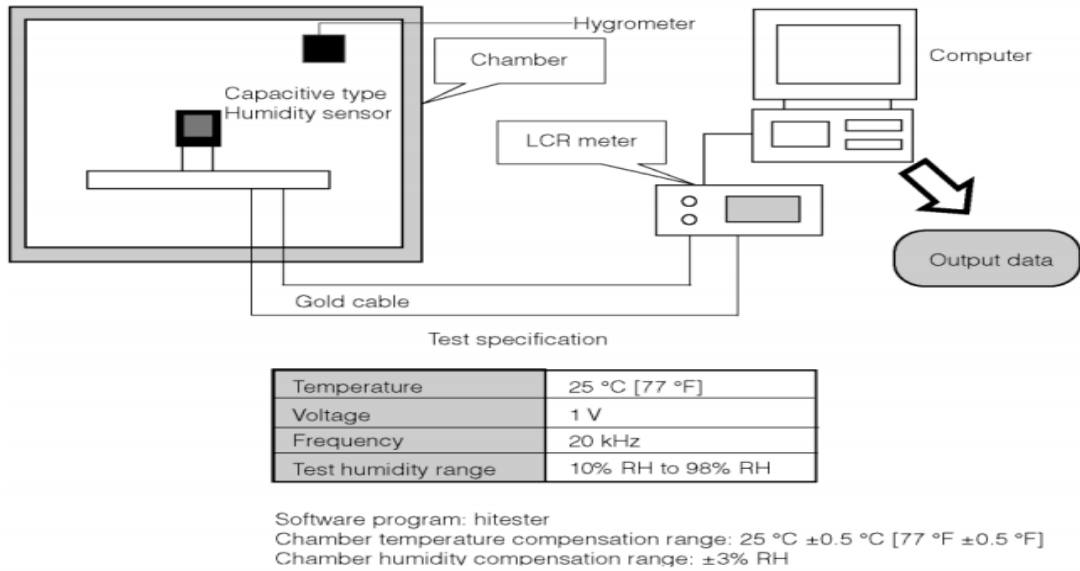 Hygrometer
Chamber
Computer
Capacitive type
Humidity sensor
LCR meter
Output data
Gold cable
Test specification
Temperature 25 °C [77 °F]
Voltage 1 V
Frequency 20 kHz
Test humidity range 10% RH to 98% RH
Software program: hitester
Chamber temperature compensation range: 25 °C ±0.5 °C [77 °F ±0.5 °F]
Chamber humidity compensation range: ±3% RH